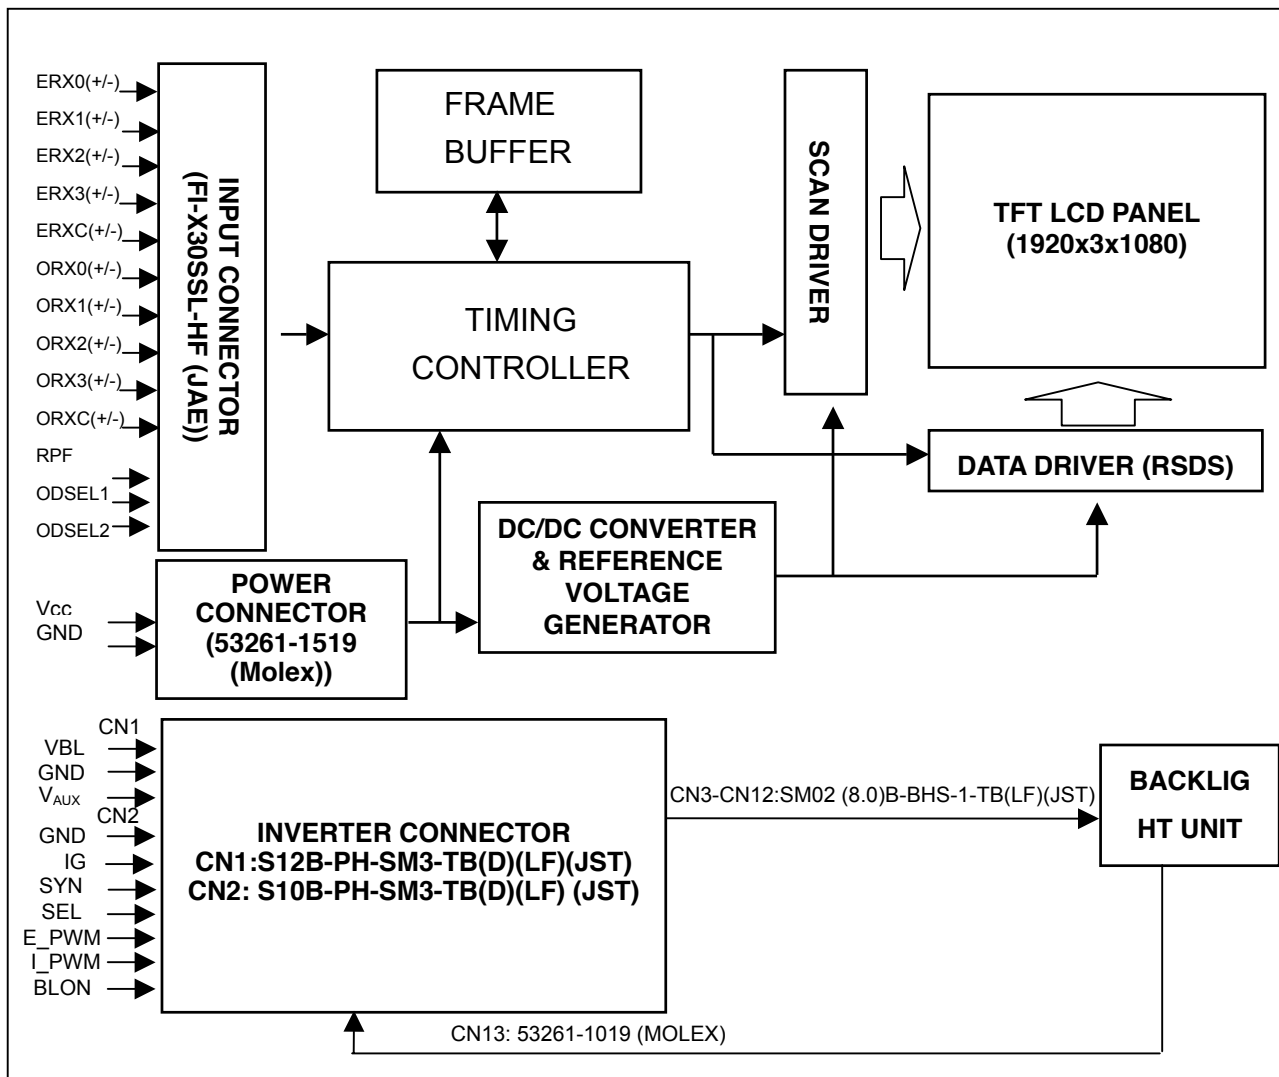 ERX0(+/-)
ERX1(+/-)
ERX2(+/-)
ERX3(+/-)
ERXC(+/-)
ORX0(+/-)
ORX1(+/-)
ORX2(+/-)
ORX3(+/-)
ORXC(+/-)
RPF
ODSEL1
ODSEL2
INPUT CONNECTOR
(FI-X30SSL-HF (JAE))
FRAME
BUFFER
TIMING
CONTROLLER
SCAN DRIVER
TFT LCD PANEL
(1920x3x1080)
DATA DRIVER (RSDS)
Vcc
GND
POWER
CONNECTOR
(53261-1519
(Molex))
DC/DC CONVERTER
& REFERENCE
VOLTAGE
GENERATOR
CN1
VBL
GND
VAUX
CN2
GND
IG
SYN
SEL
E_PWM
I_PWM
BLON
INVERTER CONNECTOR
CN1:S12B-PH-SM3-TB(D)(LF)(JST)
CN2: S10B-PH-SM3-TB(D)(LF) (JST)
CN3-CN12:SM02 (8.0)B-BHS-1-TB(LF)(JST)
BACKLIG
HT UNIT
CN13: 53261-1019 (MOLEX)